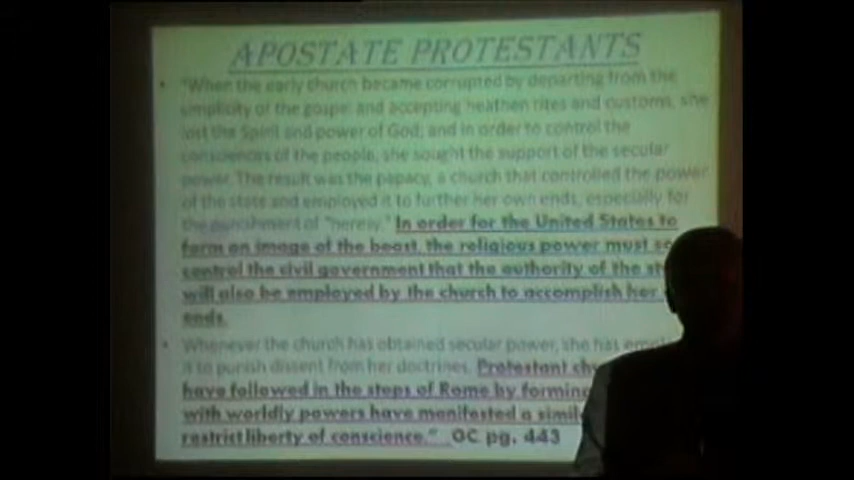 APOSTATE PROTESTANTS
• "When the early church became corrupted by departing from the
simplicity of the gospel and accepting heathen rites and customs, she
lost the Spirit and power of God; and in order to control the
consciences of the people, she sought the support of the secular
power. The result was the papacy, a church that controlled the power
of the state and employed it to further her own ends, especially for
the punishment of "heresy." In order for the United States to
form an image of the beast, the religious power must so
control the civil government that the authority of the
will also be employed by the church to accomplish her
ends.
• Whenever the church has obtained secular power, she has
it to punish dissent from her doctrines. Protestant
have followed in the steps of Rome by
with worldly powers have manifested a
restrict liberty of conscience." GC pg. 443